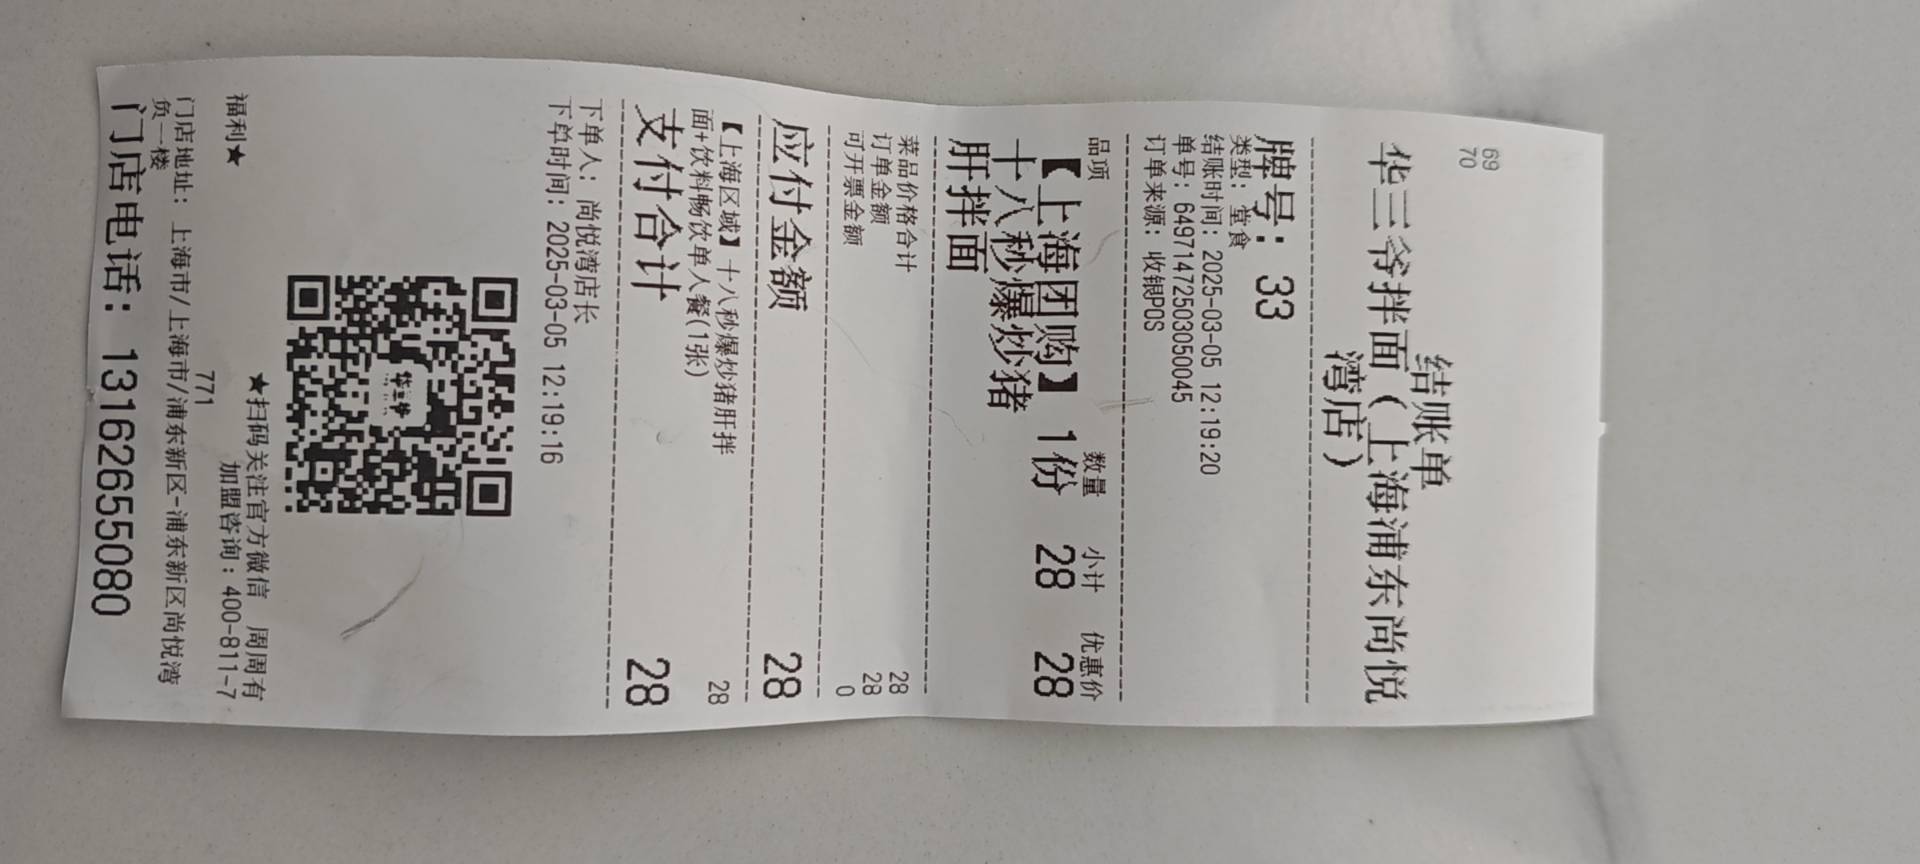 69
70
结账单
华三爷拌面（上海浦东尚悦
湾店）
牌号：33
类型：堂食
结账时间：2025-03-05 12:19:20
单号：649714725030500045
订单来源：收银POS
品项 数量 小计 优惠价
【上海团购】 1份 28 28
十八秒爆炒猪
肝拌面
菜品价格合计 28
订单金额 28
可开票金额 0
应付金额 28
【上海区域】十八秒爆炒猪肝拌 28
面+饮料畅饮单人餐(1张)
支付合计 28
下单人：尚悦湾店长
下单时间：2025-03-05 12:19:16
华三爷
★扫码关注官方微信 周周有
福利★
加盟咨询：400-811-7
771
门店地址： 上海市/上海市/浦东新区-浦东新区尚悦湾
负一楼
门店电话：13162655080